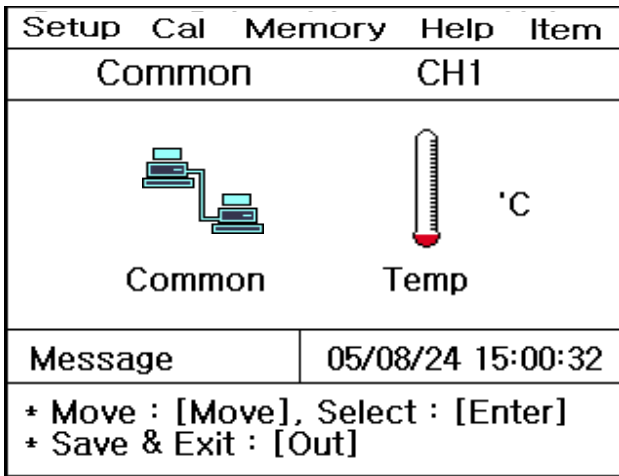 Setup Cal Memory Help Item
Common CH1
'C
Common Temp
Message 05/08/24 15:00:32
* Move : [Move], Select : [Enter]
* Save & Exit : [Out]